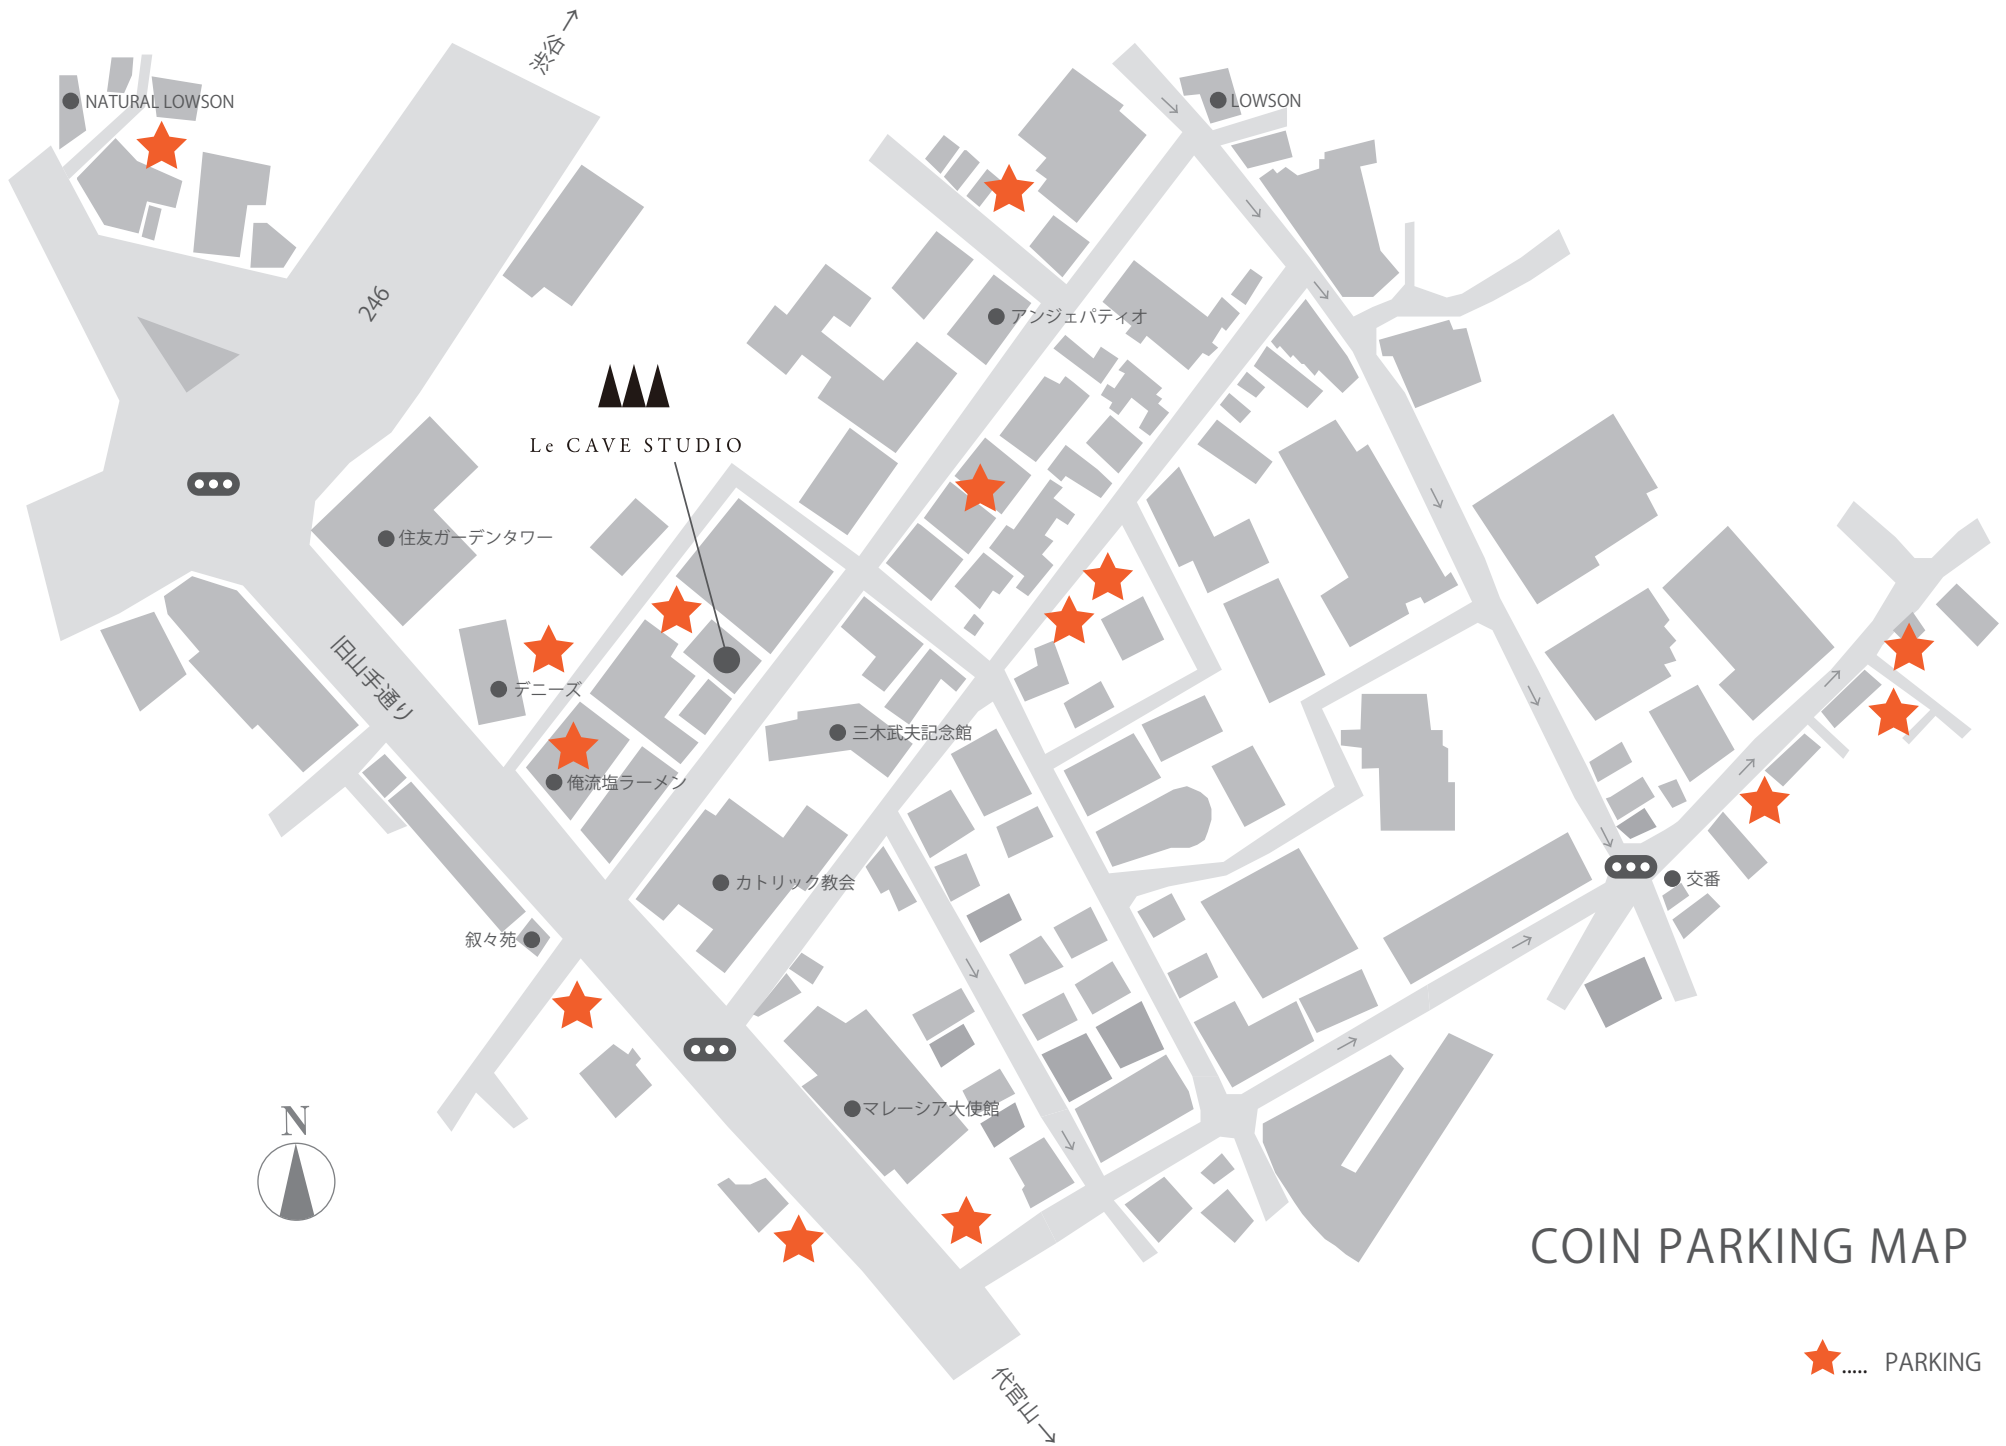 渋谷→
NATURAL LOWSON
LOWSON
246
アンジェパティオ
Le CAVE STUDIO
住友ガーデンタワー
旧山手通り
デニーズ
三木武夫記念館
俺流塩ラーメン
カトリック教会
交番
叙々苑
マレーシア大使館
N
COIN PARKING MAP
..... PARKING
代官山→